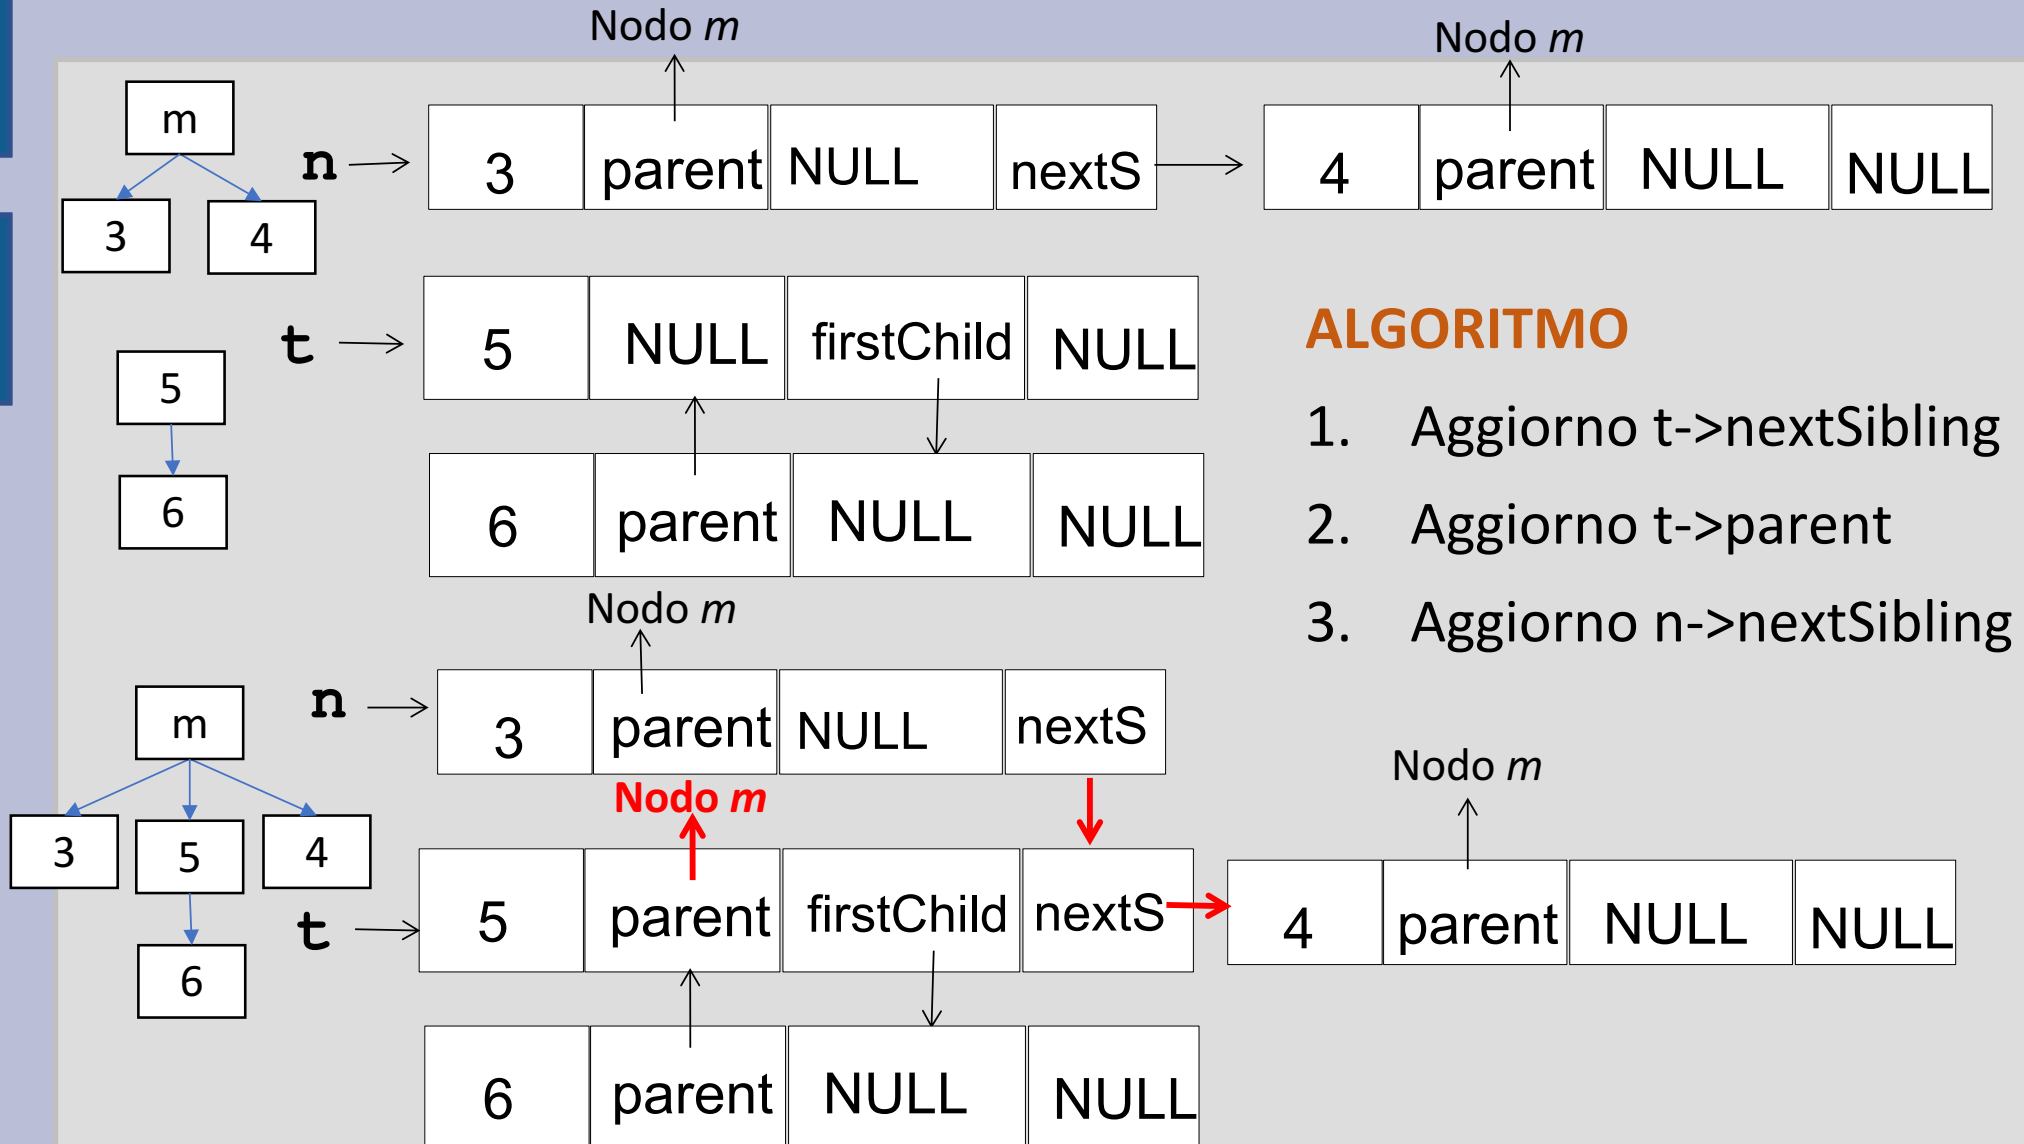 Nodo m
Nodo m
m
n
3 parent NULL nextS
4 parent NULL NULL
3 4
t
5 NULL firstChild NULL
5
6
6 parent NULL NULL
ALGORITMO
1. Aggiorno t->nextSibling
2. Aggiorno t->parent
3. Aggiorno n->nextSibling
Nodo m
m
n
3 parent NULL nextS
Nodo m
Nodo m
3 5 4
t
5 parent firstChild nextS
4 parent NULL NULL
6
6 parent NULL NULL